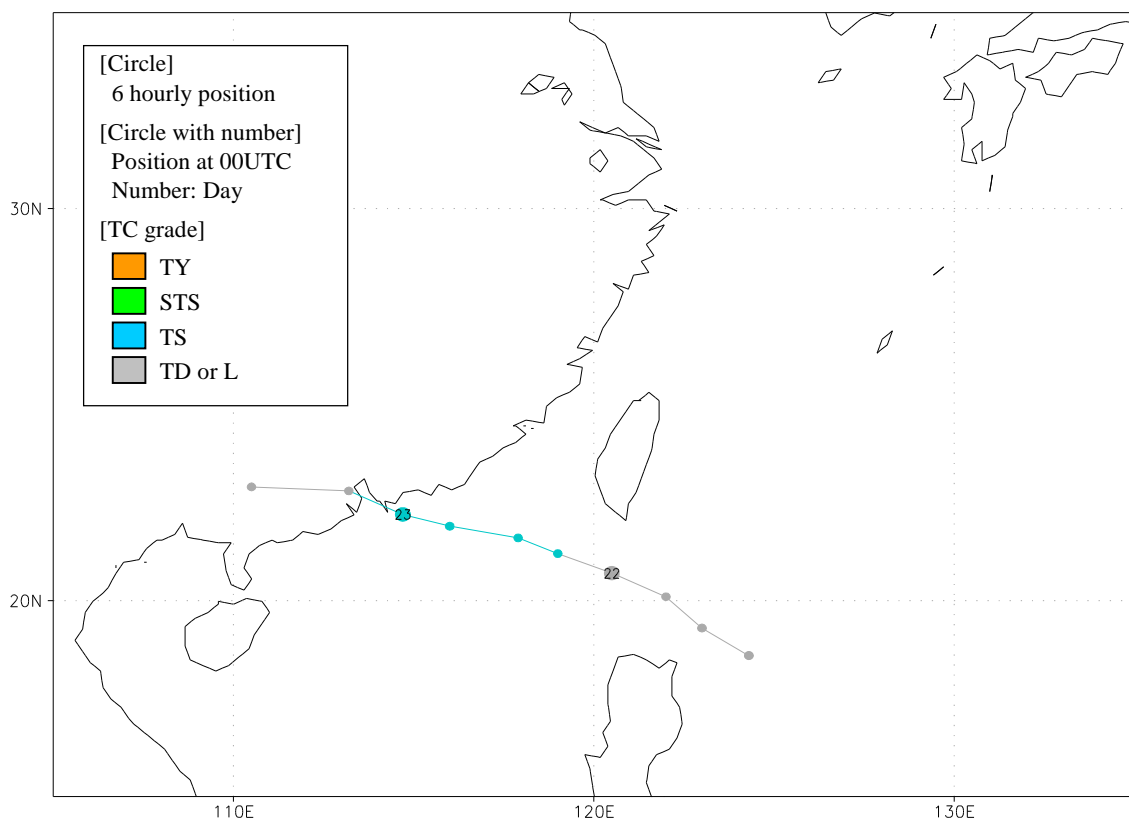 [Circle]
6 hourly position
[Circle with number]
Position at 00UTC
Number: Day
[TC grade]
TY
STS
TS
TD or L
30N
20N
23
22
110E
120E
130E